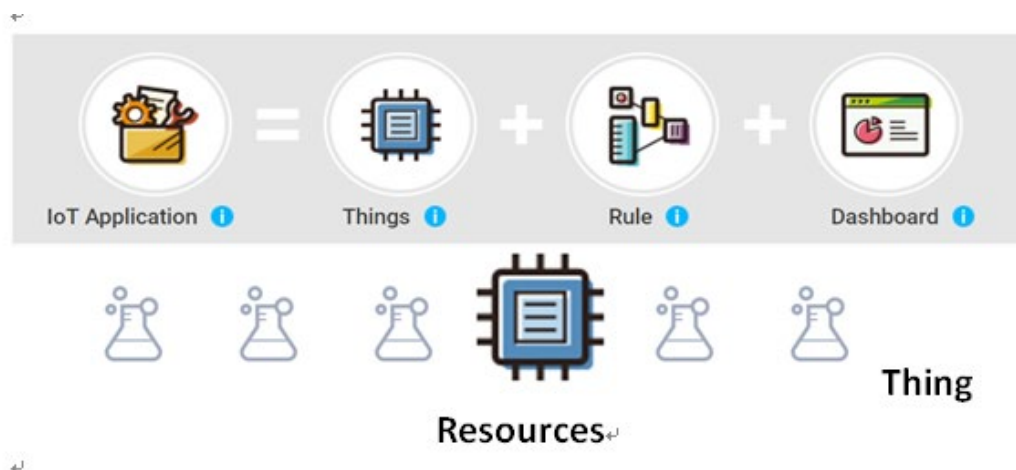 IoT Application = Things + Rule + Dashboard
Thing
Resources